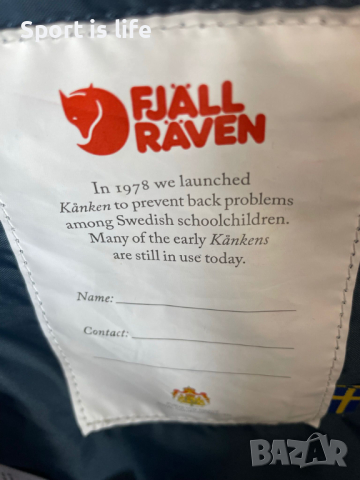 Sport is life
FJÄLL
RÄVEN
In 1978 we launched
Kånken to prevent back problems
among Swedish schoolchildren.
Many of the early Kånkens
are still in use today.
Name:
Contact:
BAZAR
.bg